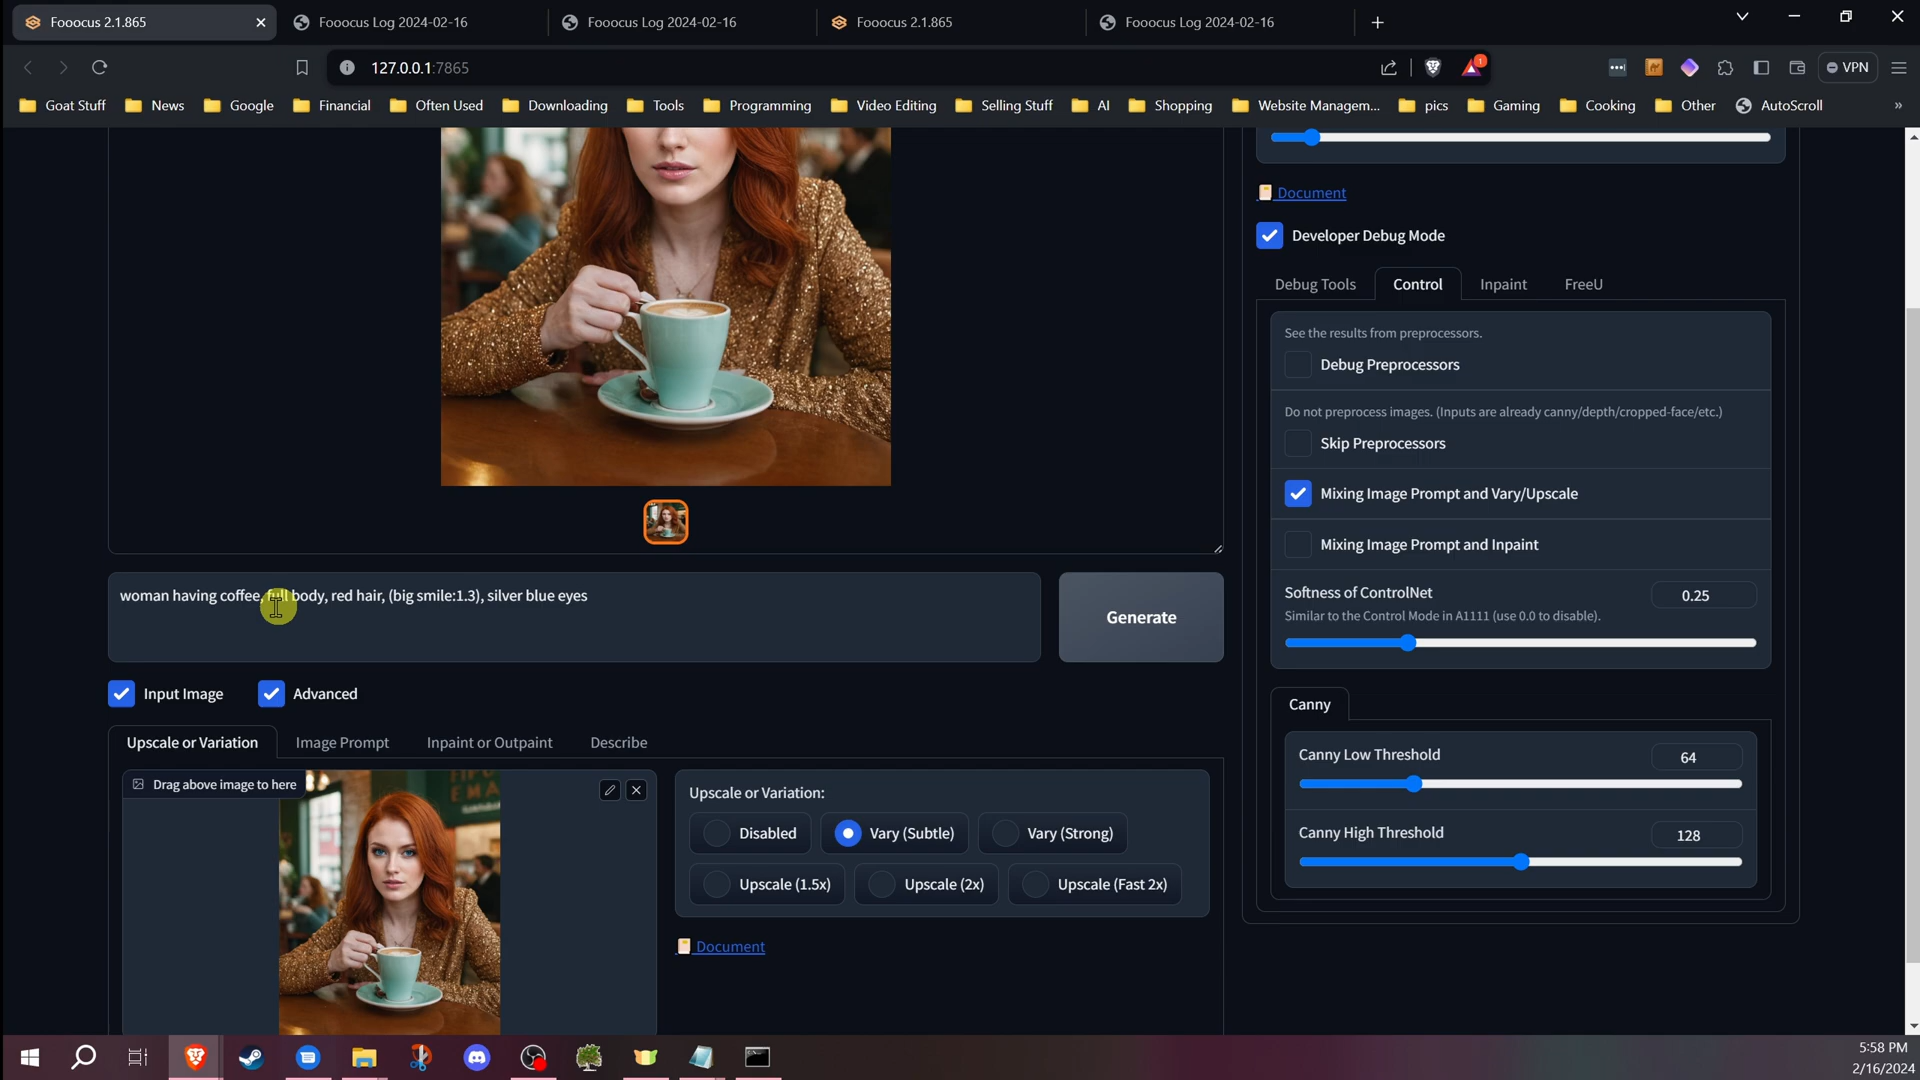 Fooocus 2.1.865
Fooocus Log 2024-02-16
Fooocus Log 2024-02-16
Fooocus 2.1.865
Fooocus Log 2024-02-16
127.0.0.1:7865
1
VPN
Goat Stuff
News
Google
Financial
Often Used
Downloading
Tools
Programming
Video Editing
Selling Stuff
AI
Shopping
Website Managem...
pics
Gaming
Cooking
Other
AutoScroll
»
Document
Developer Debug Mode
Debug Tools
Control
Inpaint
FreeU
See the results from preprocessors.
Debug Preprocessors
Do not preprocess images. (Inputs are already canny/depth/cropped-face/etc.)
Skip Preprocessors
Mixing Image Prompt and Vary/Upscale
Mixing Image Prompt and Inpaint
Softness of ControlNet
0.25
Similar to the Control Mode in A1111 (use 0.0 to disable).
Canny
Canny Low Threshold
64
Canny High Threshold
128
woman having coffee, full body, red hair, (big smile:1.3), silver blue eyes
Generate
Input Image
Advanced
Upscale or Variation
Image Prompt
Inpaint or Outpaint
Describe
Drag above image to here
Upscale or Variation:
Disabled
Vary (Subtle)
Vary (Strong)
Upscale (1.5x)
Upscale (2x)
Upscale (Fast 2x)
Document
5:58 PM
2/16/2024